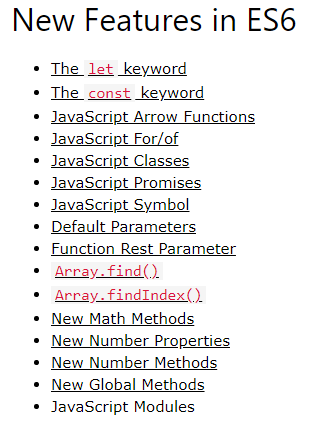 New Features in ES6
The let keyword
The const keyword
JavaScript Arrow Functions
JavaScript For/of
JavaScript Classes
JavaScript Promises
JavaScript Symbol
Default Parameters
Function Rest Parameter
Array.find()
Array.findIndex()
New Math Methods
New Number Properties
New Number Methods
New Global Methods
JavaScript Modules